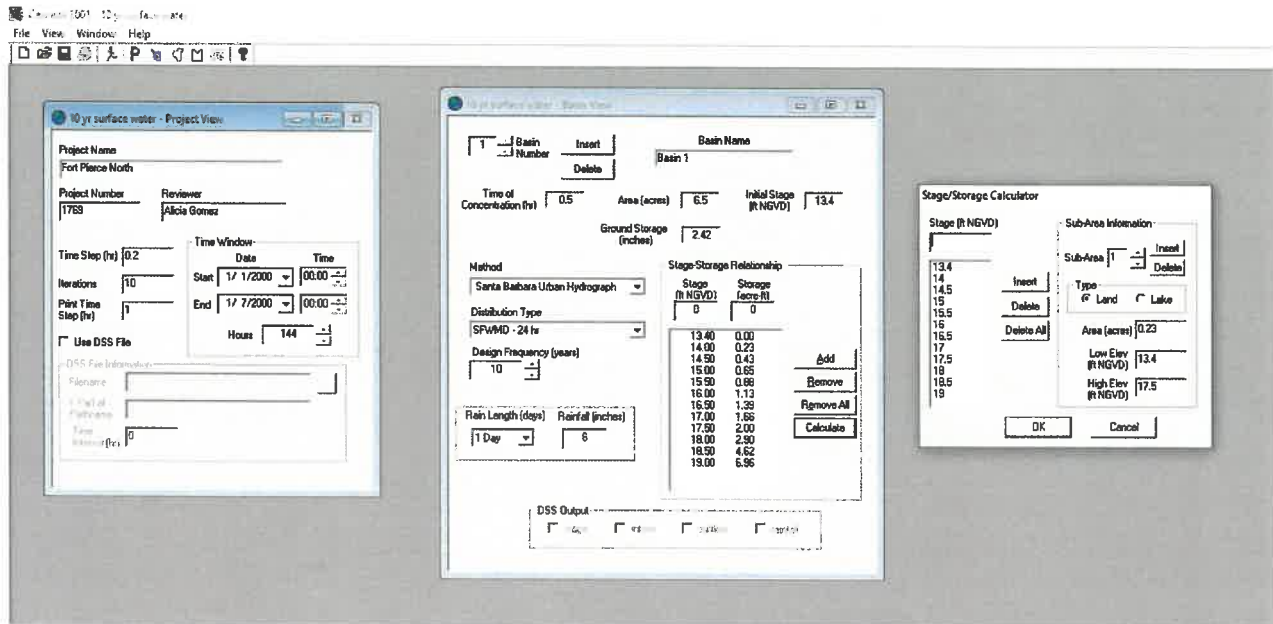 File View Window Help
10 yr surface water - Project View
Project Name
Fort Pierce North
Project Number Reviewer
1769 Alicia Gomez
Time Step (hr) 0.2
Iterations 10
Print Time Step (hr) 1
Use DSS File
Time Window
Date Time
Start 1/ 1/2000 00:00
End 1/ 7/2000 00:00
Hours 144
DSS File Information
Filename
0
10 yr surface water - Basin View
1 Basin Number
Insert
Delete
Basin Name
Basin 1
Time of Concentration (hr) 0.5
Area (acres) 6.5
Initial Stage (ft NGVD) 13.4
Ground Storage (inches) 2.42
Method
Santa Barbara Urban Hydrograph
Distribution Type
SFWMD - 24 hr
Design Frequency (years)
10
Rain Length (days) Rainfall (inches)
1 Day 6
Stage-Storage Relationship
Stage (ft NGVD) Storage (acre-ft)
0 0
13.40 0.00
14.00 0.23
14.50 0.43
15.00 0.65
15.50 0.88
16.00 1.13
16.50 1.39
17.00 1.66
17.50 2.00
18.00 2.90
18.50 4.62
19.00 6.96
Add
Remove
Remove All
Calculate
DSS Output
Stage/Storage Calculator
Stage (ft NGVD)
13.4
14
14.5
15
15.5
16
16.5
17
17.5
18
18.5
19
Insert
Delete
Delete All
Sub-Area Information
Sub-Area 1
Insert
Delete
Type
Land Lake
Area (acres) 0.23
Low Elev (ft NGVD) 13.4
High Elev (ft NGVD) 17.5
OK Cancel